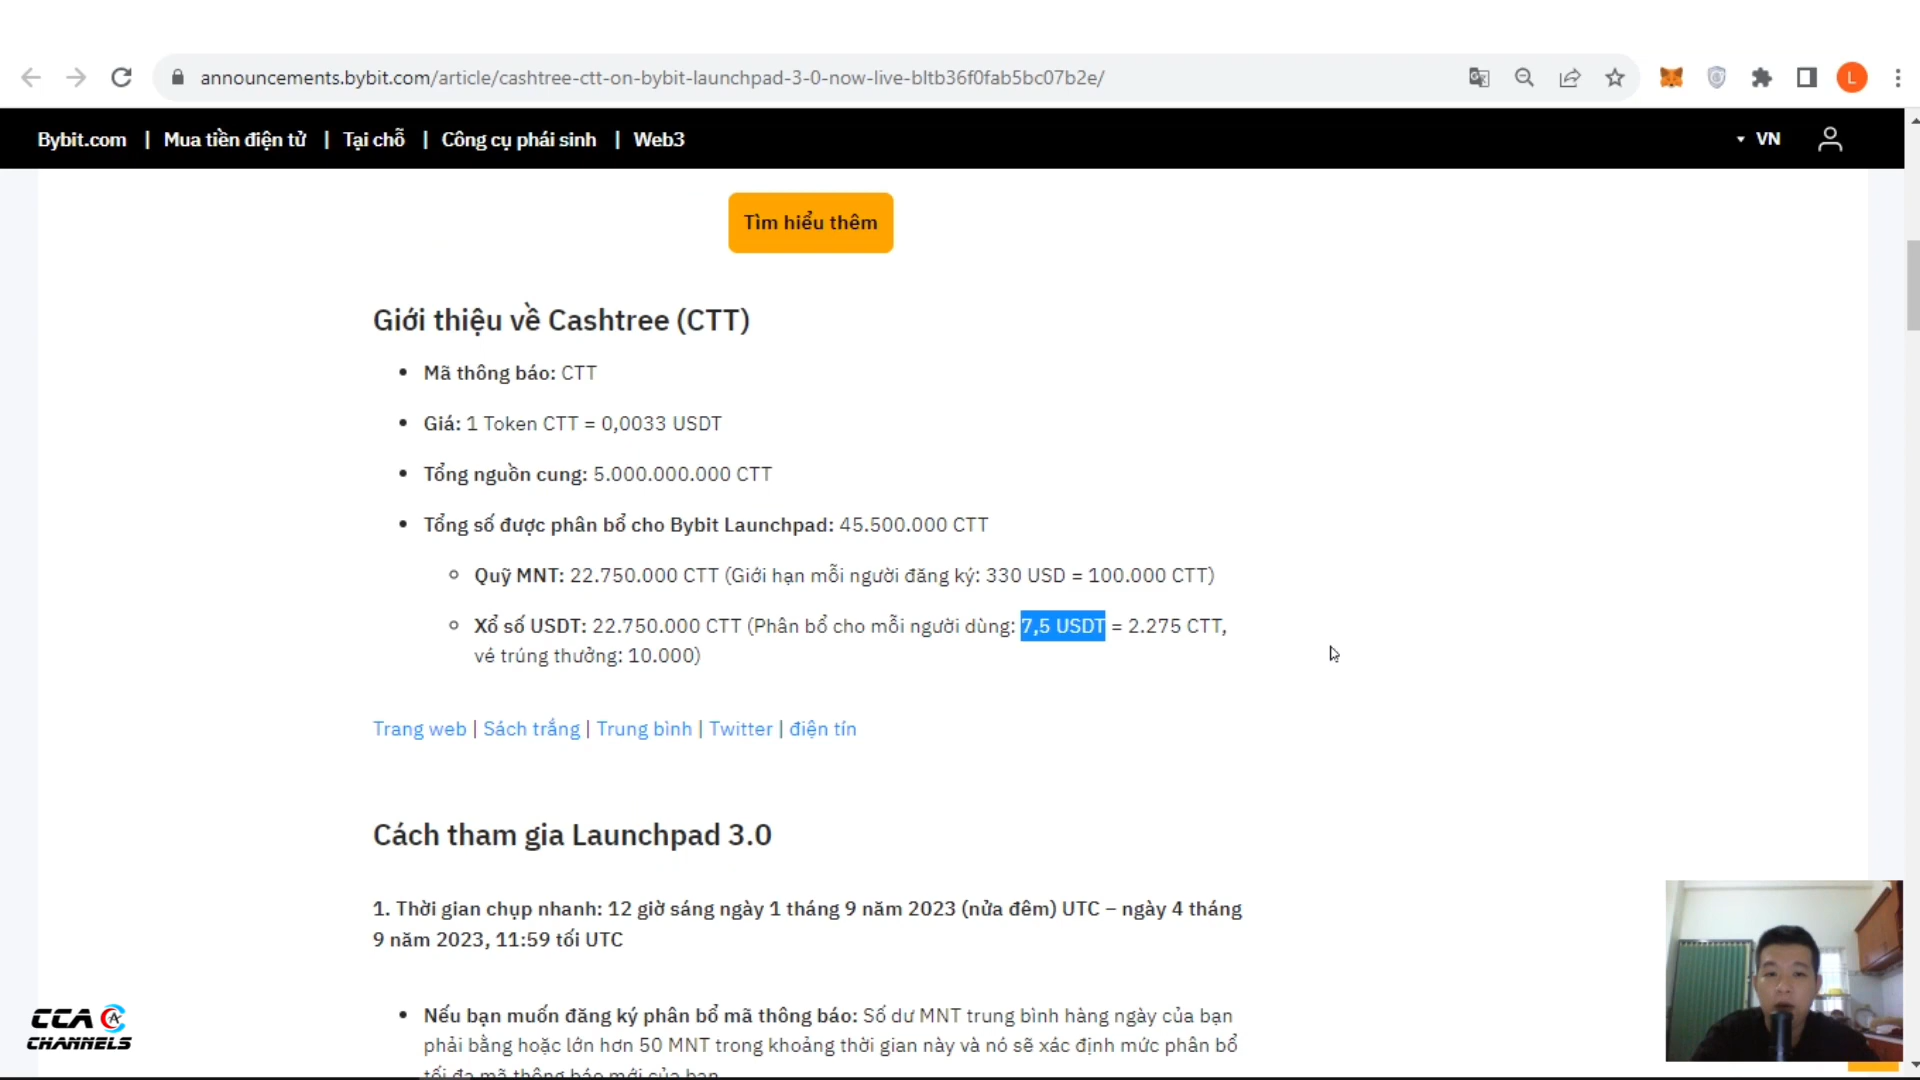 announcements.bybit.com/article/cashtree-ctt-on-bybit-launchpad-3-0-now-live-bltb36f0fab5bc07b2e/
L
Bybit.com | Mua tiền điện tử | Tại chỗ | Công cụ phái sinh | Web3
VN
Tìm hiểu thêm
Giới thiệu về Cashtree (CTT)
• Mã thông báo: CTT
• Giá: 1 Token CTT = 0,0033 USDT
• Tổng nguồn cung: 5.000.000.000 CTT
• Tổng số được phân bổ cho Bybit Launchpad: 45.500.000 CTT
◦ Quỹ MNT: 22.750.000 CTT (Giới hạn mỗi người đăng ký: 330 USD = 100.000 CTT)
◦ Xổ số USDT: 22.750.000 CTT (Phân bổ cho mỗi người dùng: 7,5 USDT = 2.275 CTT,
vé trúng thưởng: 10.000)
Trang web | Sách trắng | Trung bình | Twitter | điện tín
Cách tham gia Launchpad 3.0
1. Thời gian chụp nhanh: 12 giờ sáng ngày 1 tháng 9 năm 2023 (nửa đêm) UTC – ngày 4 tháng
9 năm 2023, 11:59 tối UTC
• Nếu bạn muốn đăng ký phân bổ mã thông báo: Số dư MNT trung bình hàng ngày của bạn
phải bằng hoặc lớn hơn 50 MNT trong khoảng thời gian này và nó sẽ xác định mức phân bổ
tối đa mã thông báo mới của bạn
CCA
CHANNELS